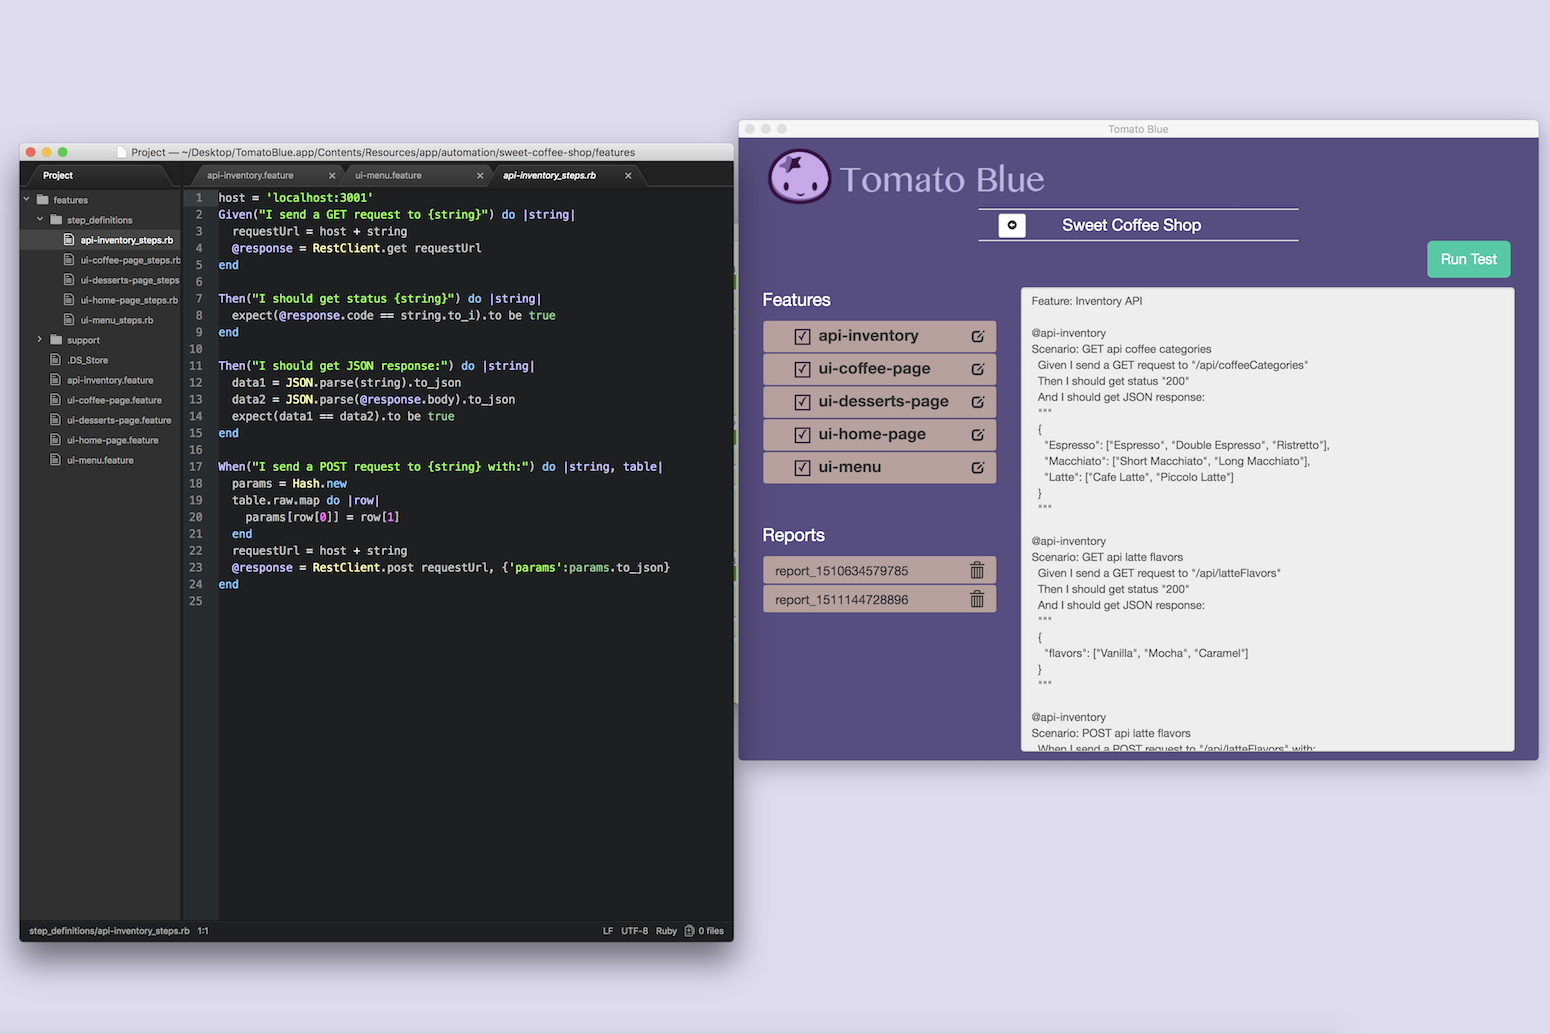 Project — ~/Desktop/TomatoBlue.app/Contents/Resources/app/automation/sweet-coffee-shop/features
Project
api-inventory.feature
ui-menu.feature
api-inventory_steps.rb
features
step_definitions
api-inventory_steps.rb
ui-coffee-page_steps.rb
ui-desserts-page_steps
ui-home-page_steps.rb
ui-menu_steps.rb
support
.DS_Store
api-inventory.feature
ui-coffee-page.feature
ui-desserts-page.feature
ui-home-page.feature
ui-menu.feature
1 host = 'localhost:3001'
2 Given("I send a GET request to {string}") do |string|
3 requestUrl = host + string
4 @response = RestClient.get requestUrl
5 end
6
7 Then("I should get status {string}") do |string|
8 expect(@response.code == string.to_i).to be true
9 end
10
11 Then("I should get JSON response:") do |string|
12 data1 = JSON.parse(string).to_json
13 data2 = JSON.parse(@response.body).to_json
14 expect(data1 == data2).to be true
15 end
16
17 When("I send a POST request to {string} with:") do |string, table|
18 params = Hash.new
19 table.raw.map do |row|
20 params[row[0]] = row[1]
21 end
22 requestUrl = host + string
23 @response = RestClient.post requestUrl, {'params':params.to_json}
24 end
25
step_definitions/api-inventory_steps.rb 1:1
LF UTF-8 Ruby 0 files
Tomato Blue
Tomato Blue
Sweet Coffee Shop
Run Test
Features
api-inventory
ui-coffee-page
ui-desserts-page
ui-home-page
ui-menu
Reports
report_1510634579785
report_1511144728896
Feature: Inventory API
@api-inventory
Scenario: GET api coffee categories
Given I send a GET request to "/api/coffeeCategories"
Then I should get status "200"
And I should get JSON response:
"""
{
"Espresso": ["Espresso", "Double Espresso", "Ristretto"],
"Macchiato": ["Short Macchiato", "Long Macchiato"],
"Latte": ["Cafe Latte", "Piccolo Latte"]
}
"""
@api-inventory
Scenario: GET api latte flavors
Given I send a GET request to "/api/latteFlavors"
Then I should get status "200"
And I should get JSON response:
"""
{
"flavors": ["Vanilla", "Mocha", "Caramel"]
}
"""
@api-inventory
Scenario: POST api latte flavors
When I send a POST request to "/api/latteFlavors" with: